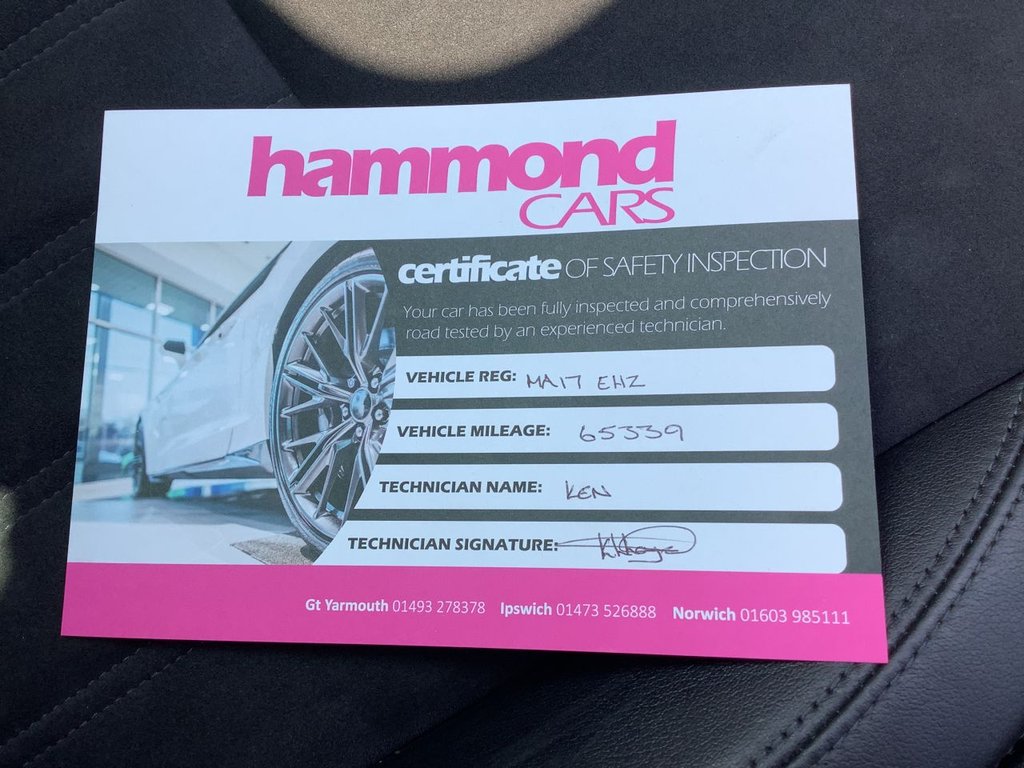 hammond
CARS
certificate OF SAFETY INSPECTION
Your car has been fully inspected and comprehensively
road tested by an experienced technician.
VEHICLE REG: MA17 EHZ
VEHICLE MILEAGE: 65339
TECHNICIAN NAME: KEN
TECHNICIAN SIGNATURE:
Gt Yarmouth 01493 278378 Ipswich 01473 526888 Norwich 01603 985111